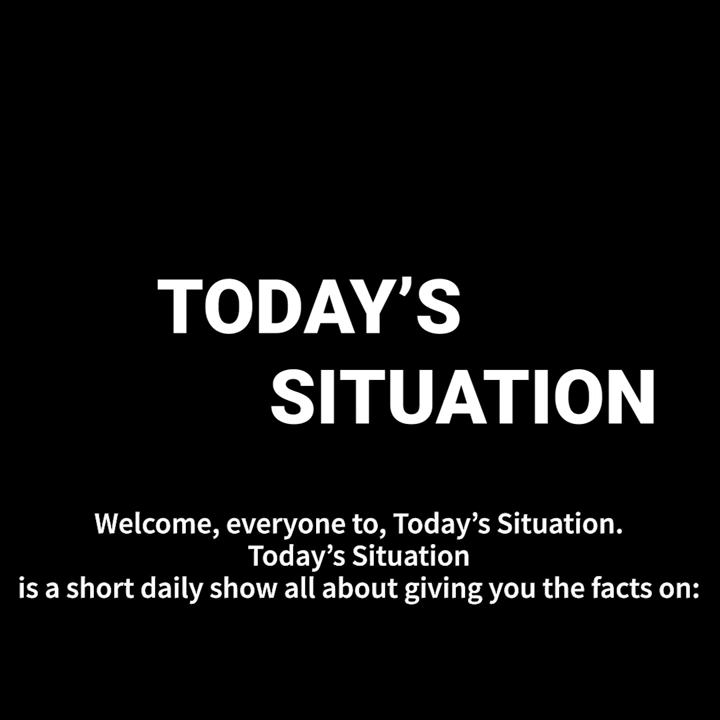 TODAY’S
SITUATION
Welcome, everyone to, Today’s Situation.
Today’s Situation
is a short daily show all about giving you the facts on: